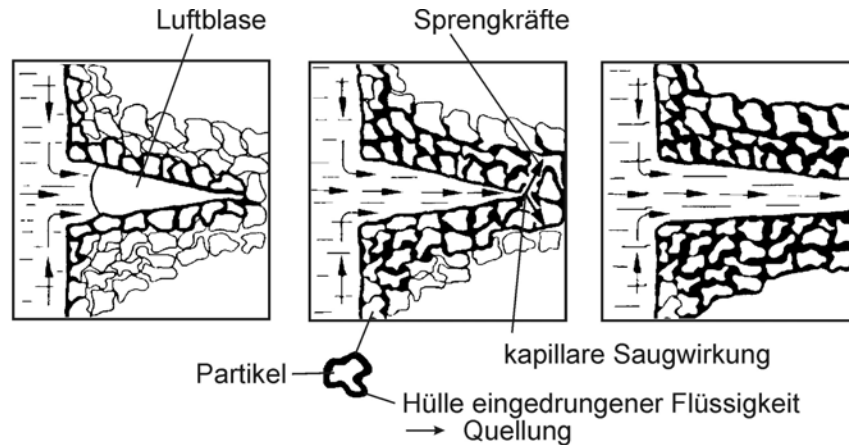 Luftblase
Sprengkräfte
kapillare Saugwirkung
Partikel
Hülle eingedrungener Flüssigkeit
→ Quellung